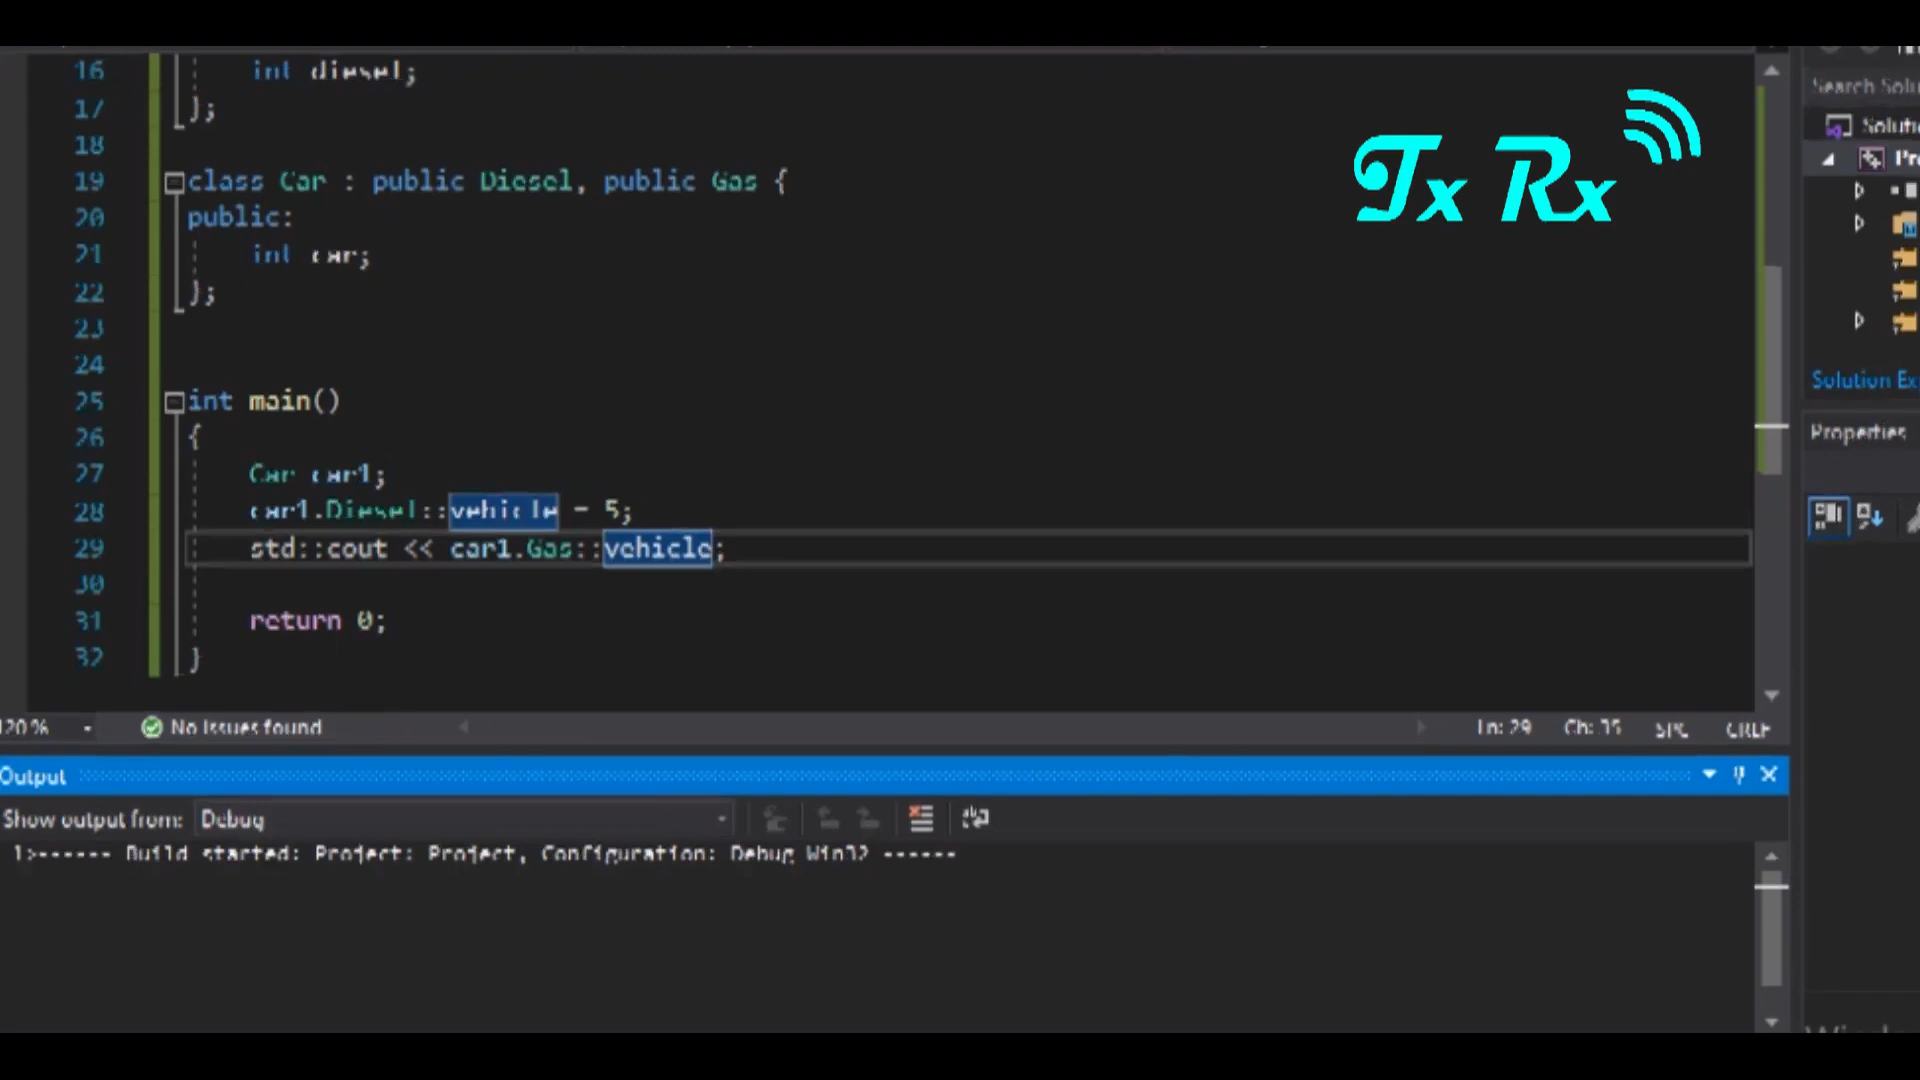 16 int diesel;
17 };
18
19 class Car : public Diesel, public Gas {
20 public:
21 int car;
22 };
23
24
25 int main()
26 {
27 Car car1;
28 car1.Diesel::vehicle = 5;
29 std::cout << car1.Gas::vehicle;
30
31 return 0;
32 }
Tx Rx
Search Solu
Soluti
Pr
Solution Ex
Properties
120 %
No issues found
Ln: 29 Ch: 35 SPC CRLF
Output
Show output from: Debug
1>------ Build started: Project: Project, Configuration: Debug Win32 ------